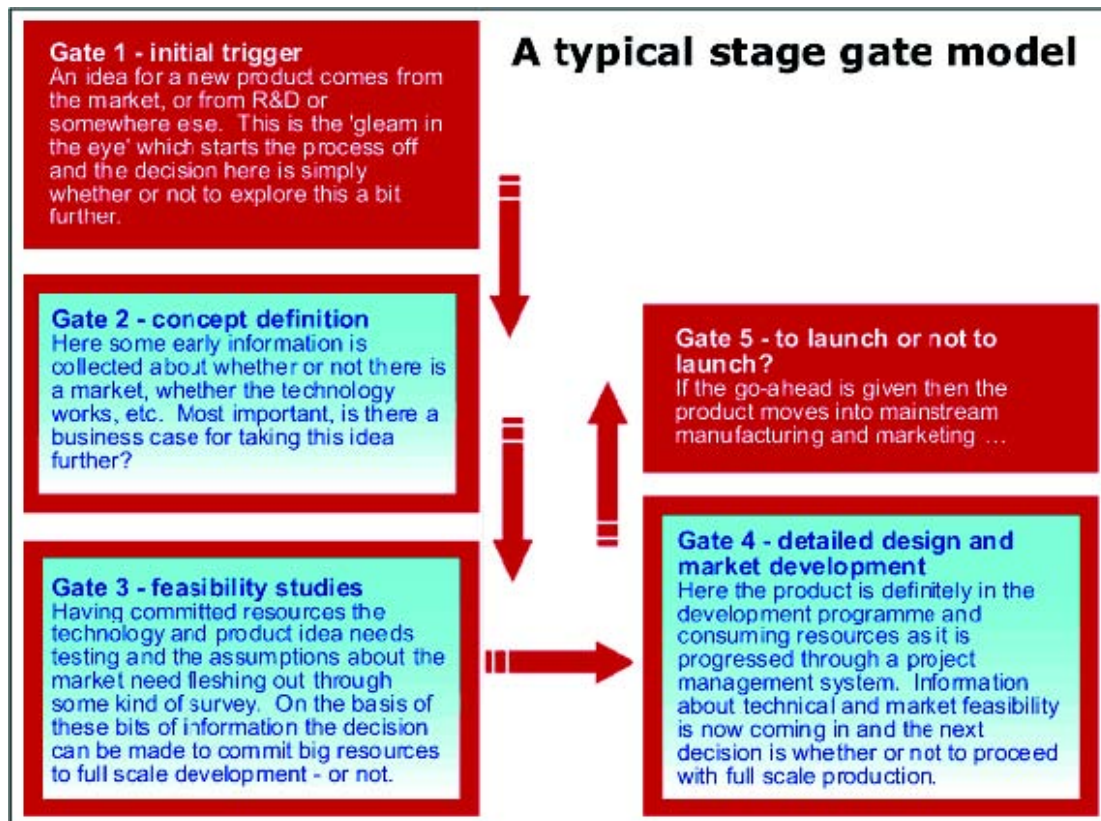 A typical stage gate model
Gate 1 - initial trigger
An idea for a new product comes from
the market, or from R&D or
somewhere else. This is the 'gleam in
the eye' which starts the process off
and the decision here is simply
whether or not to explore this a bit
further.
Gate 2 - concept definition
Here some early information is
collected about whether or not there is
a market, whether the technology
works, etc. Most important, is there a
business case for taking this idea
further?
Gate 3 - feasibility studies
Having committed resources the
technology and product idea needs
testing and the assumptions about the
market need fleshing out through
some kind of survey. On the basis of
these bits of information the decision
can be made to commit big resources
to full scale development - or not.
Gate 4 - detailed design and
market development
Here the product is definitely in the
development programme and
consuming resources as it is
progressed through a project
management system. Information
about technical and market feasibility
is now coming in and the next
decision is whether or not to proceed
with full scale production.
Gate 5 - to launch or not to
launch?
If the go-ahead is given then the
product moves into mainstream
manufacturing and marketing ...